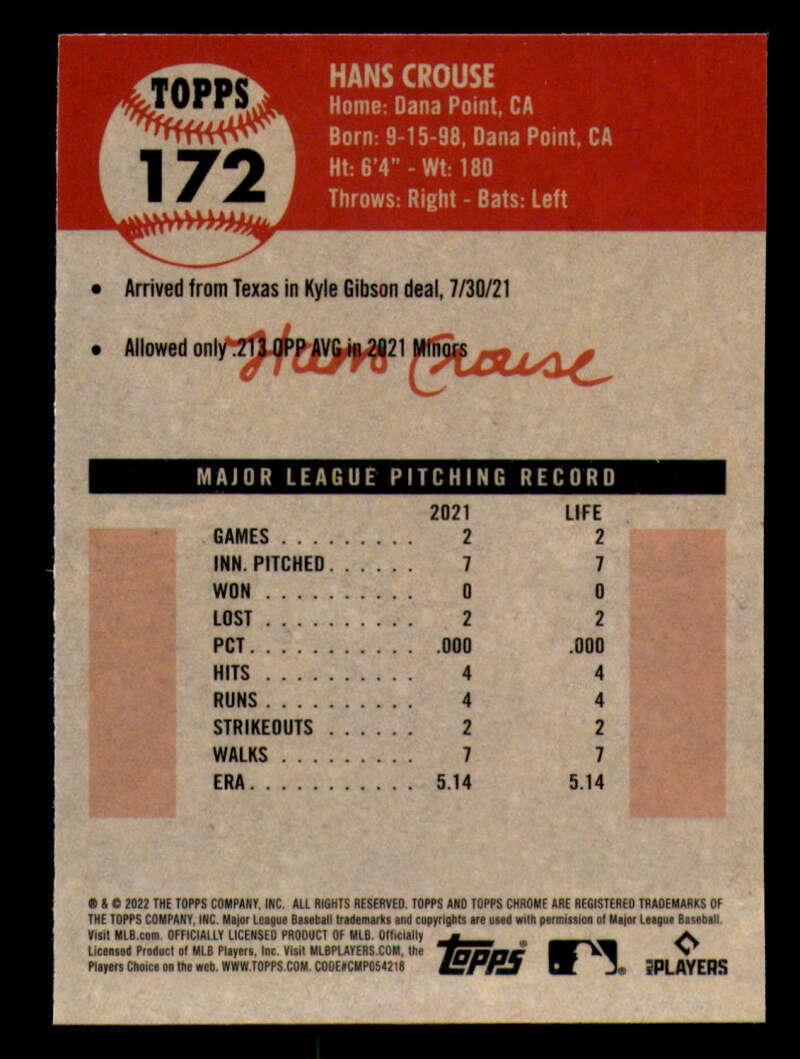 TOPPS
172
HANS CROUSE
Home: Dana Point, CA
Born: 9-15-98, Dana Point, CA
Ht: 6'4" - Wt: 180
Throws: Right - Bats: Left
• Arrived from Texas in Kyle Gibson deal, 7/30/21
• Allowed only .213 OPP AVG in 2021 Minors
Hans Crouse
MAJOR LEAGUE PITCHING RECORD
2021 LIFE
GAMES . . . . . . . . . 2 2
INN. PITCHED . . . . . . 7 7
WON . . . . . . . . . . 0 0
LOST . . . . . . . . . . 2 2
PCT. . . . . . . . . . . .000 .000
HITS . . . . . . . . . . 4 4
RUNS . . . . . . . . . . 4 4
STRIKEOUTS . . . . . . 2 2
WALKS . . . . . . . . . 7 7
ERA . . . . . . . . . . . 5.14 5.14
® & © 2022 THE TOPPS COMPANY, INC. ALL RIGHTS RESERVED. TOPPS AND TOPPS CHROME ARE REGISTERED TRADEMARKS OF
THE TOPPS COMPANY, INC. Major League Baseball trademarks and copyrights are used with permission of Major League Baseball.
Visit MLB.com. OFFICIALLY LICENSED PRODUCT OF MLB. Officially
Licensed Product of MLB Players, Inc. Visit MLBPLAYERS.COM, the
Players Choice on the web. WWW.TOPPS.COM. CODE#CMP054218
TOPPS®
MLB PLAYERS